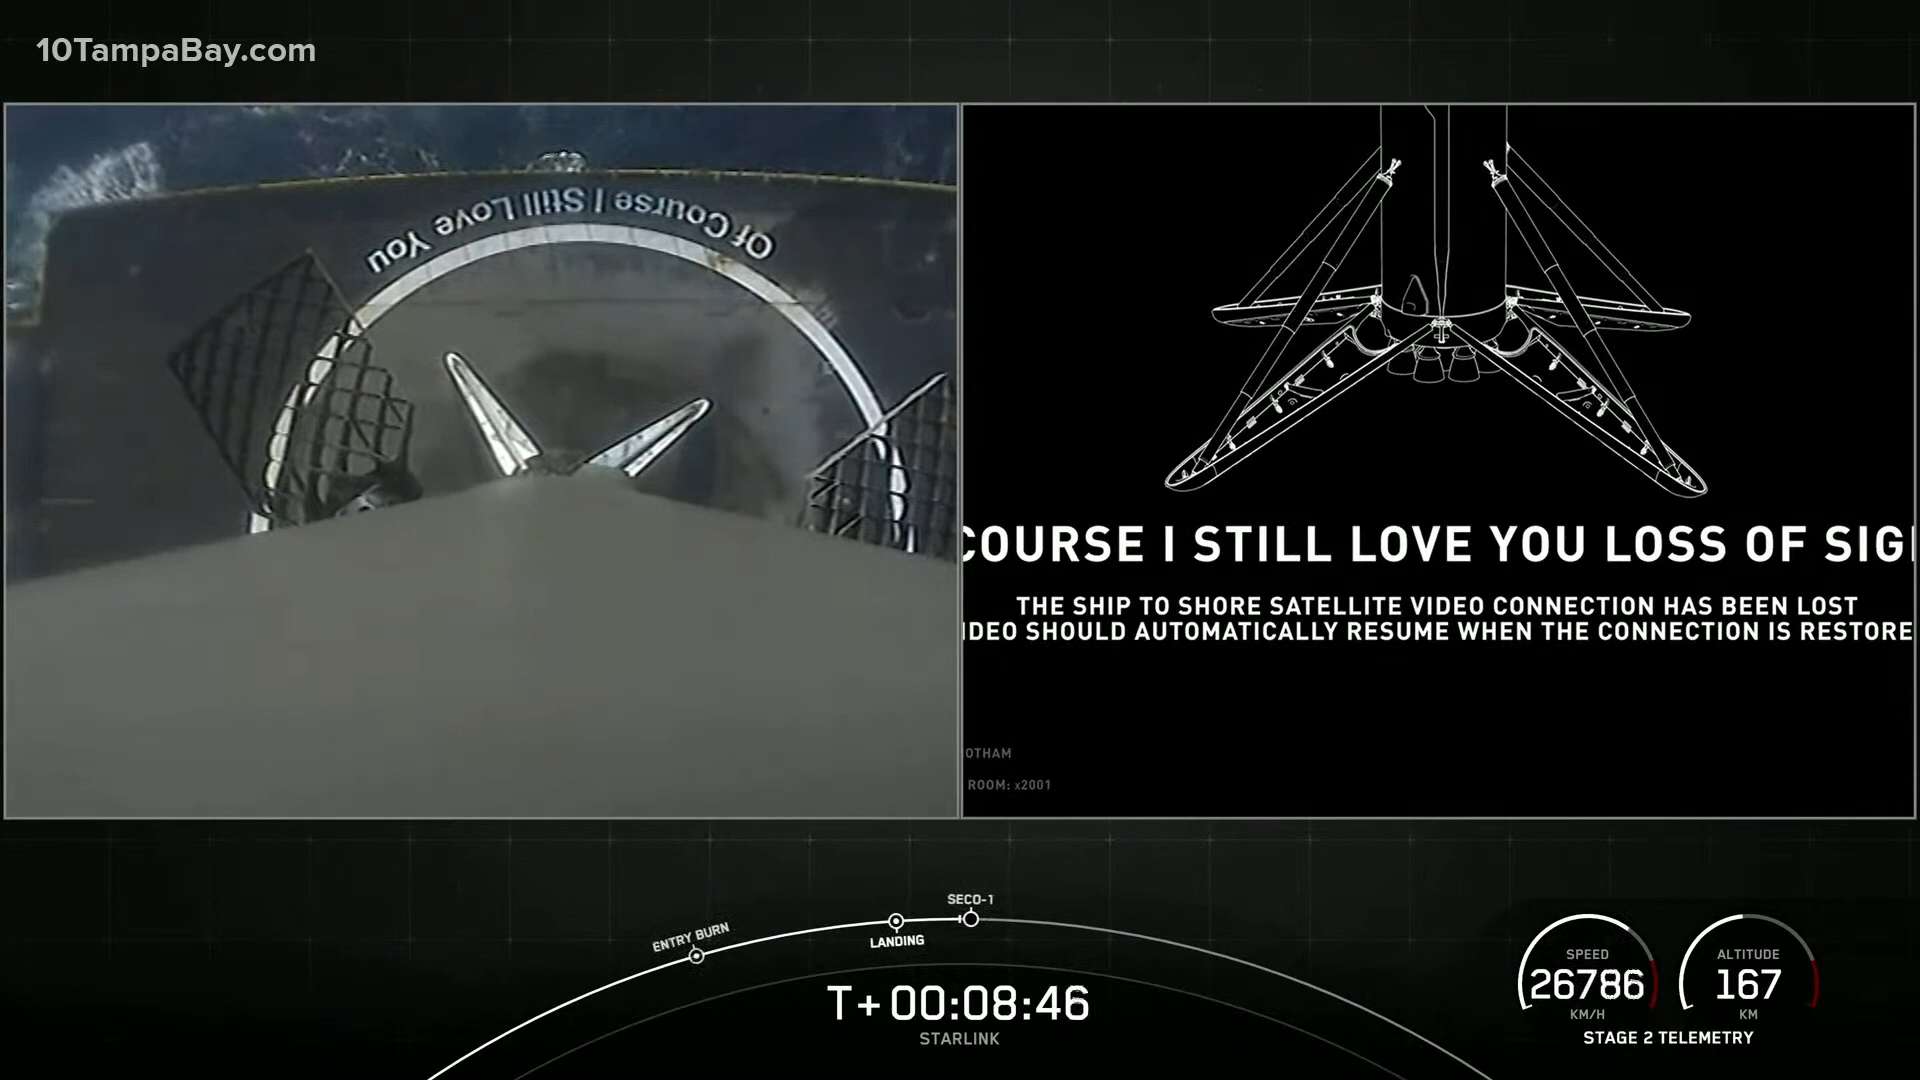 10TampaBay.com
Of Course I Still Love You
COURSE I STILL LOVE YOU LOSS OF SIG
THE SHIP TO SHORE SATELLITE VIDEO CONNECTION HAS BEEN LOST
IDEO SHOULD AUTOMATICALLY RESUME WHEN THE CONNECTION IS RESTORE
OTHAM
ROOM: x2001
ENTRY BURN
LANDING
SECO-1
T+00:08:46
STARLINK
SPEED
26786
KM/H
ALTITUDE
167
KM
STAGE 2 TELEMETRY